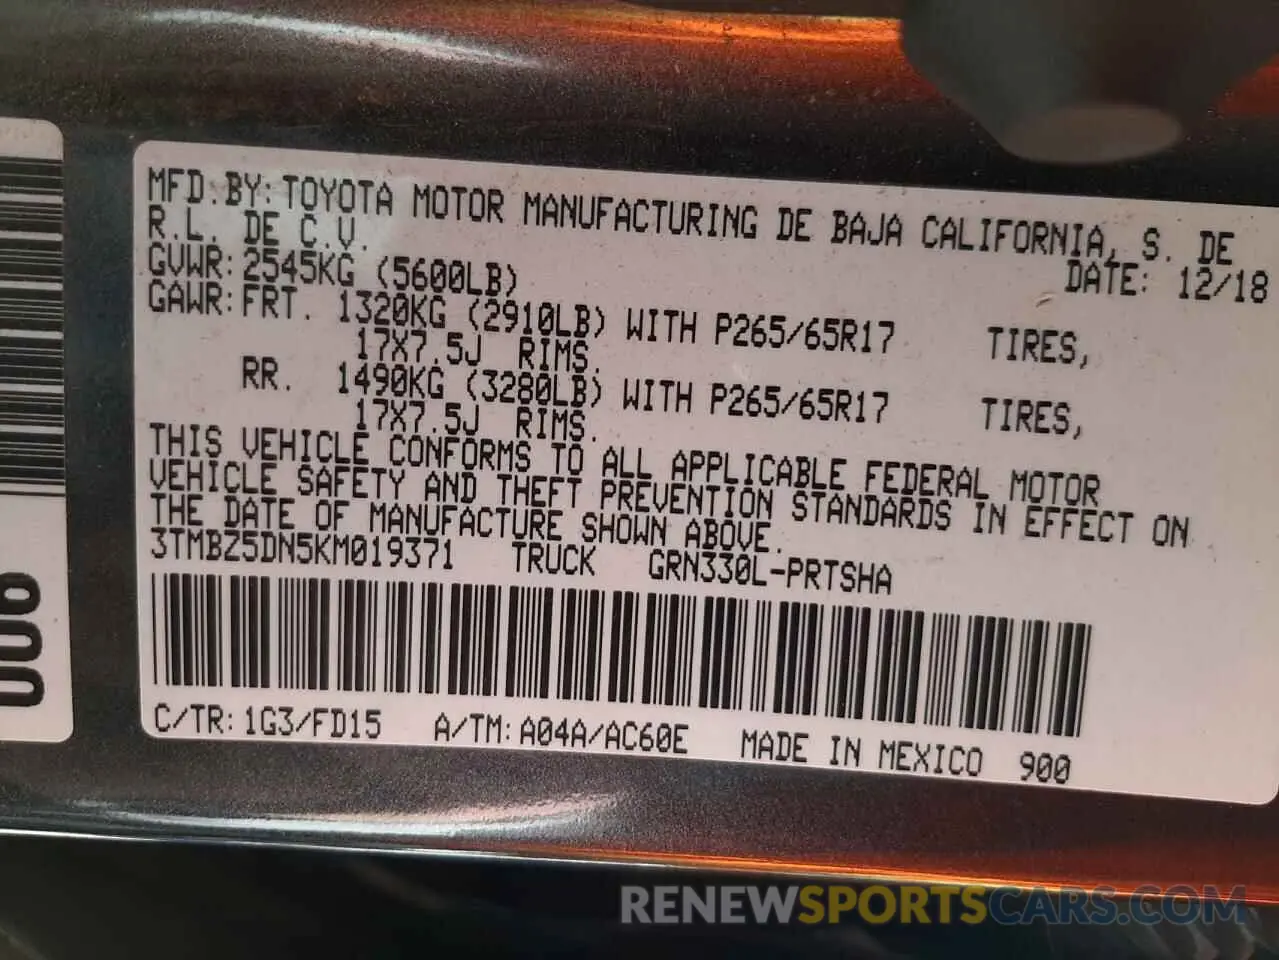 MFD.BY: TOYOTA MOTOR MANUFACTURING DE BAJA CALIFORNIA, S. DE
R.L. DE C.V.
DATE: 12/18
GVWR: 2545KG (5600LB)
GAWR: FRT. 1320KG (2910LB) WITH P265/65R17 TIRES,
17X7.5J RIMS.
RR. 1490KG (3280LB) WITH P265/65R17 TIRES,
17X7.5J RIMS.
THIS VEHICLE CONFORMS TO ALL APPLICABLE FEDERAL MOTOR
VEHICLE SAFETY AND THEFT PREVENTION STANDARDS IN EFFECT ON
THE DATE OF MANUFACTURE SHOWN ABOVE.
3TMBZ5DN5KM019371 TRUCK GRN330L-PRTSHA
C/TR: 1G3/FD15 A/TM: A04A/AC60E MADE IN MEXICO 900
RENEWSPORTSCARS.COM